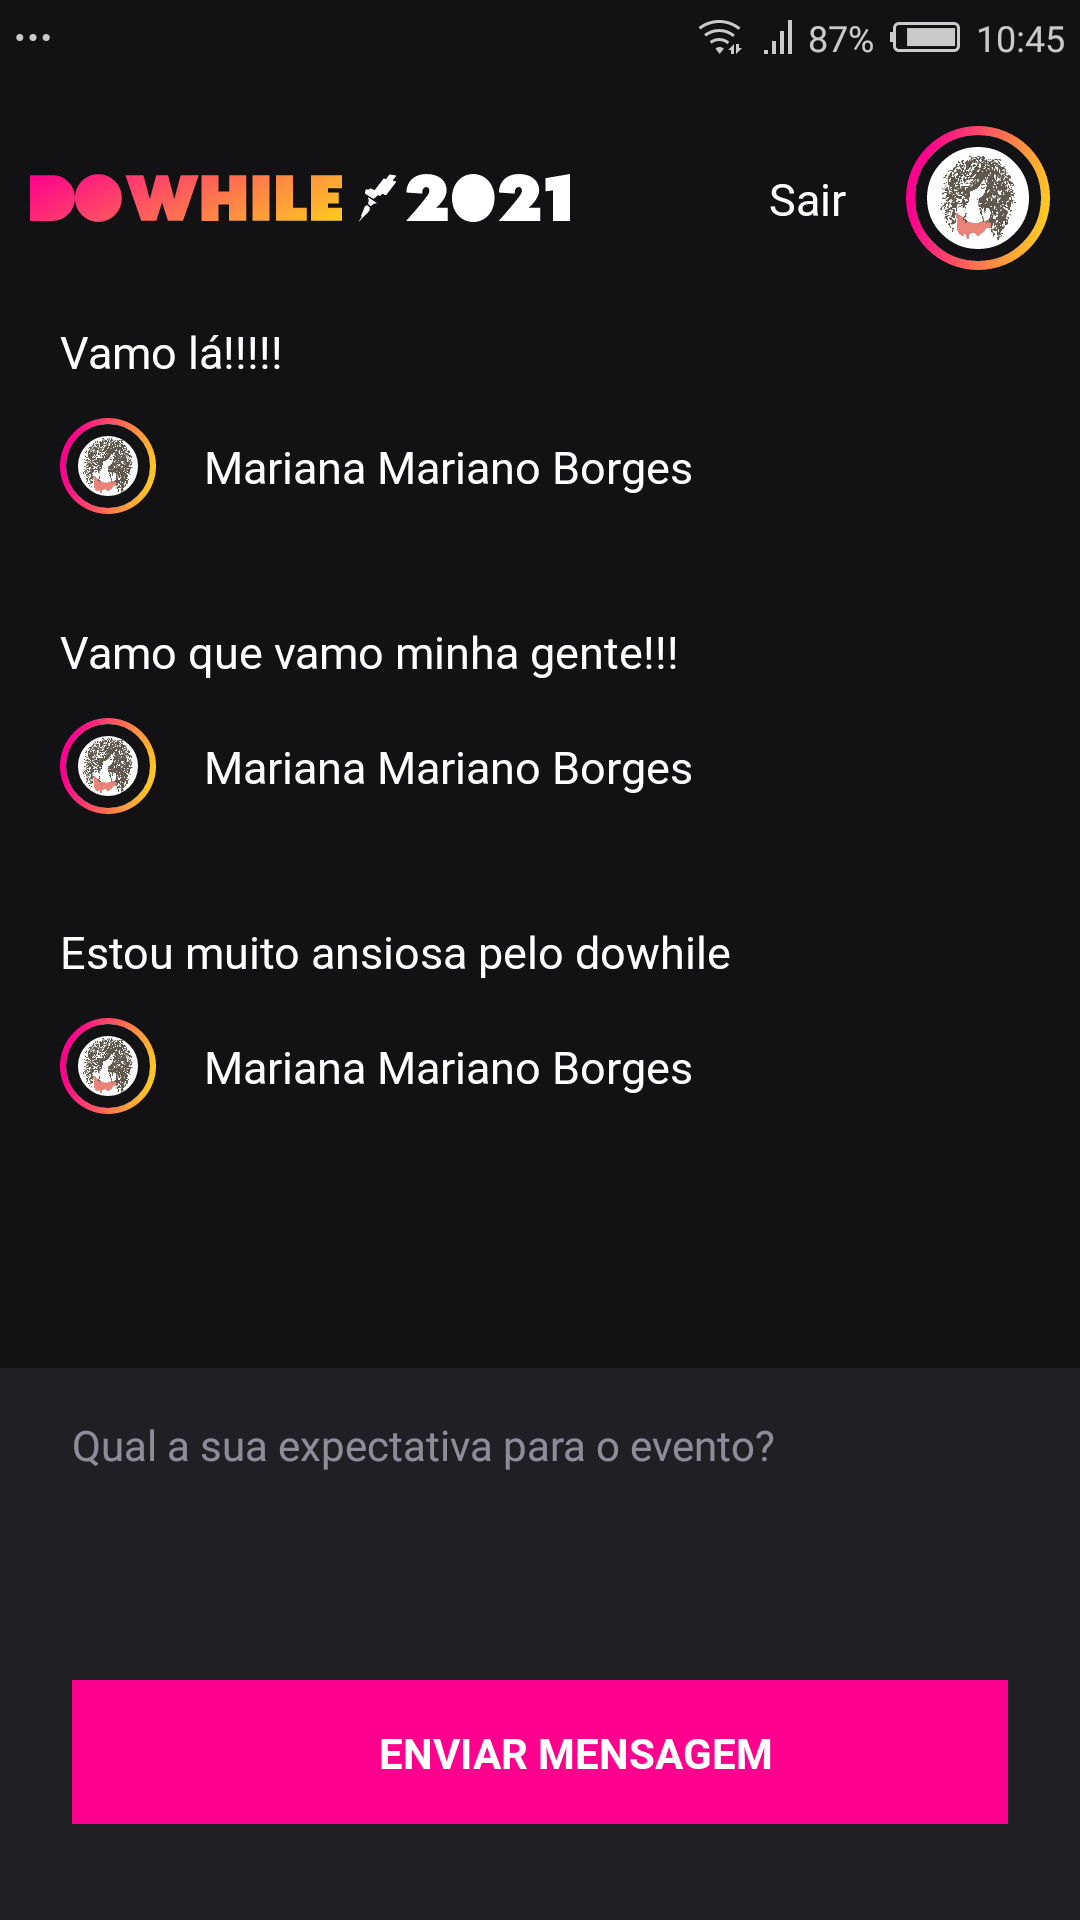 87% 10:45
DOWHILE 2021 Sair
Vamo lá!!!!!
Mariana Mariano Borges
Vamo que vamo minha gente!!!
Mariana Mariano Borges
Estou muito ansiosa pelo dowhile
Mariana Mariano Borges
Qual a sua expectativa para o evento?
ENVIAR MENSAGEM